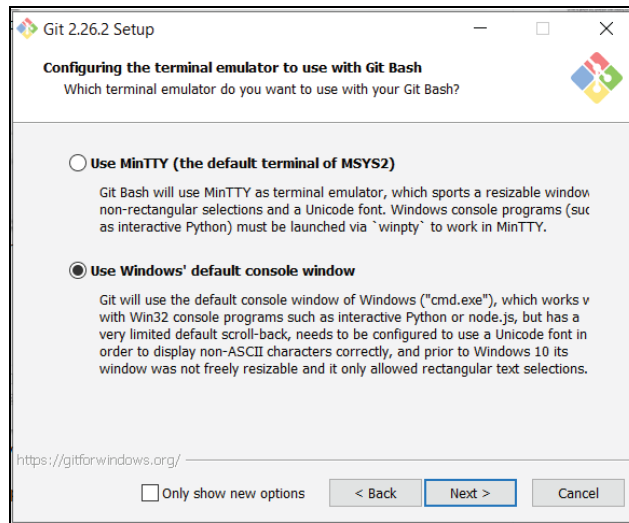 Git 2.26.2 Setup
Configuring the terminal emulator to use with Git Bash
Which terminal emulator do you want to use with your Git Bash?
Use MinTTY (the default terminal of MSYS2)
Git Bash will use MinTTY as terminal emulator, which sports a resizable window
non-rectangular selections and a Unicode font. Windows console programs (suc
as interactive Python) must be launched via `winpty` to work in MinTTY.
Use Windows' default console window
Git will use the default console window of Windows ("cmd.exe"), which works
with Win32 console programs such as interactive Python or node.js, but has a
very limited default scroll-back, needs to be configured to use a Unicode font in
order to display non-ASCII characters correctly, and prior to Windows 10 its
window was not freely resizable and it only allowed rectangular text selections.
https://gitforwindows.org/
Only show new options
< Back
Next >
Cancel